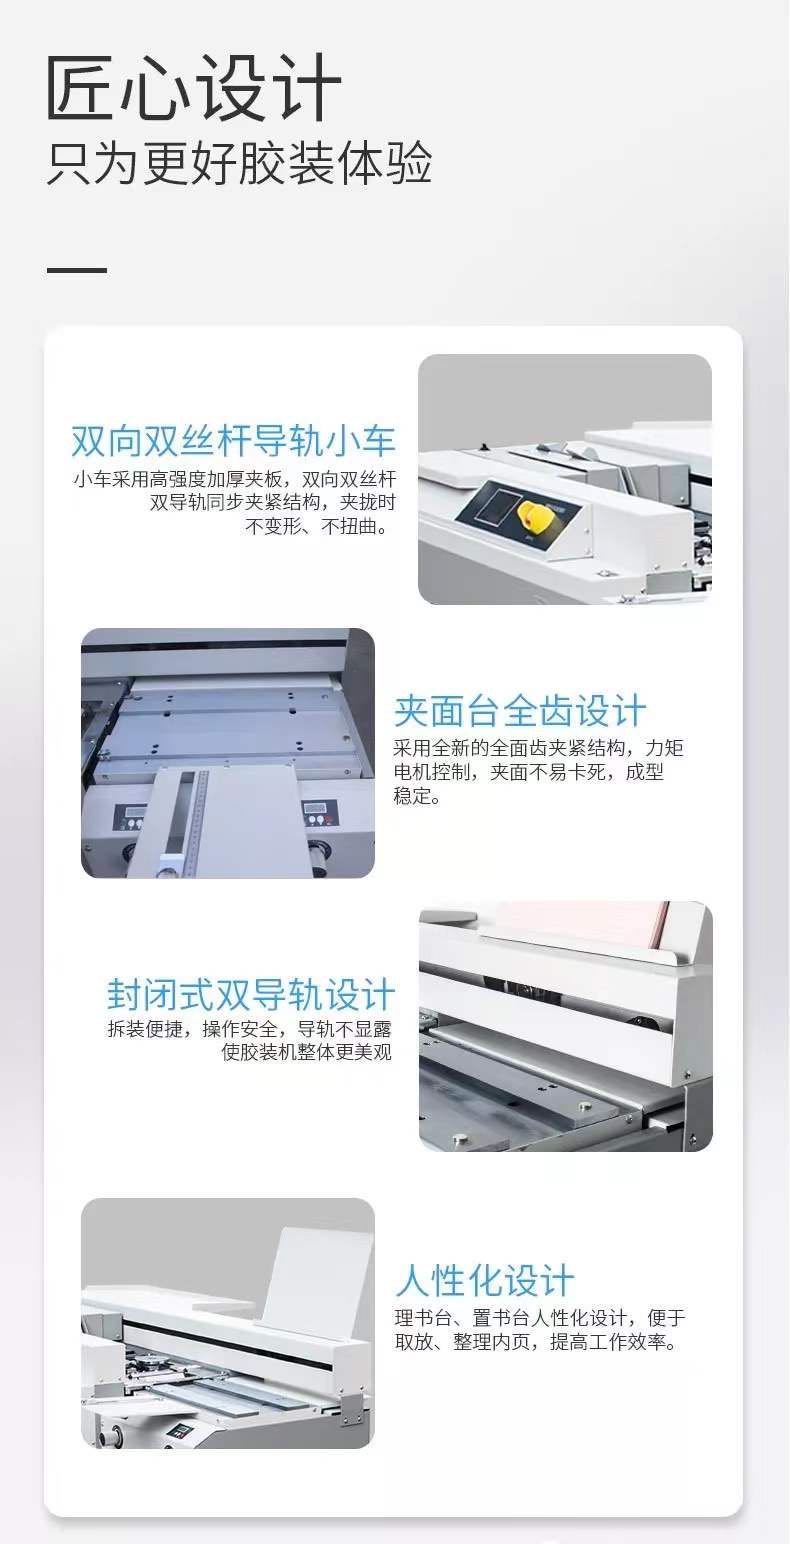 匠心设计
只为更好胶装体验
双向双丝杆导轨小车
小车采用高强度加厚夹板，双向双丝杆
双导轨同步夹紧结构，夹拢时
不变形、不扭曲。
夹面台全齿设计
采用全新的全面齿夹紧结构，力矩
电机控制，夹面不易卡死，成型
稳定。
封闭式双导轨设计
拆装便捷，操作安全，导轨不显露
使胶装机整体更美观
人性化设计
理书台、置书台人性化设计，便于
取放、整理内页，提高工作效率。